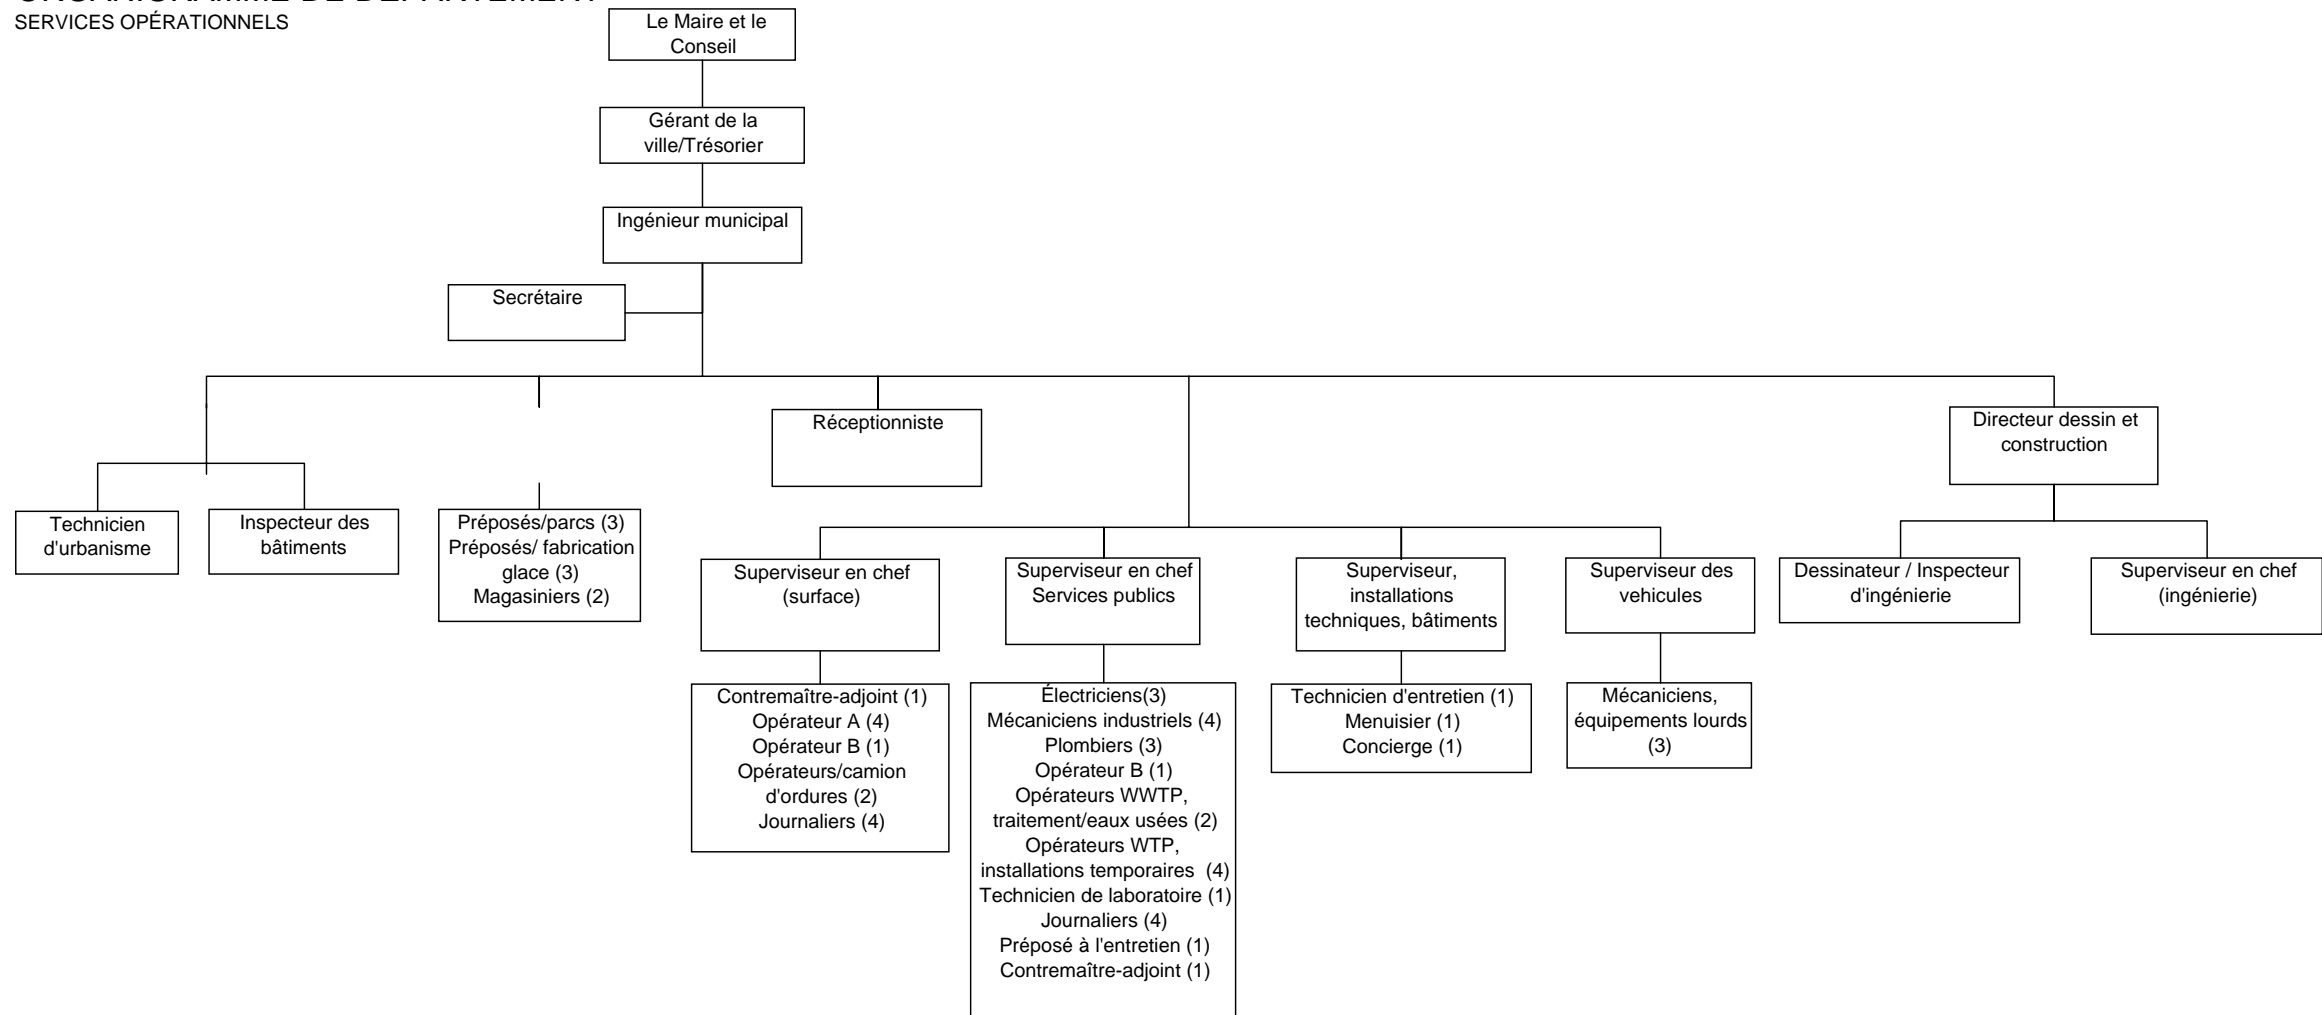 ORGANIGRAMME DE DÉPARTEMENT
SERVICES OPÉRATIONNELS
Le Maire et le
Conseil
Gérant de la
ville/Trésorier
Ingénieur municipal
Secrétaire
Réceptionniste
Directeur dessin et
construction
Technicien
d'urbanisme
Inspecteur des
bâtiments
Préposés/parcs (3)
Préposés/ fabrication
glace (3)
Magasiniers (2)
Superviseur en chef
(surface)
Superviseur en chef
Services publics
Superviseur,
installations
techniques, bâtiments
Superviseur des
vehicules
Dessinateur / Inspecteur
d'ingénierie
Superviseur en chef
(ingénierie)
Contremaître-adjoint (1)
Opérateur A (4)
Opérateur B (1)
Opérateurs/camion
d'ordures (2)
Journaliers (4)
Électriciens(3)
Mécaniciens industriels (4)
Plombiers (3)
Opérateur B (1)
Opérateurs WWTP,
traitement/eaux usées (2)
Opérateurs WTP,
installations temporaires (4)
Technicien de laboratoire (1)
Journaliers (4)
Préposé à l'entretien (1)
Contremaître-adjoint (1)
Technicien d'entretien (1)
Menuisier (1)
Concierge (1)
Mécaniciens,
équipements lourds
(3)